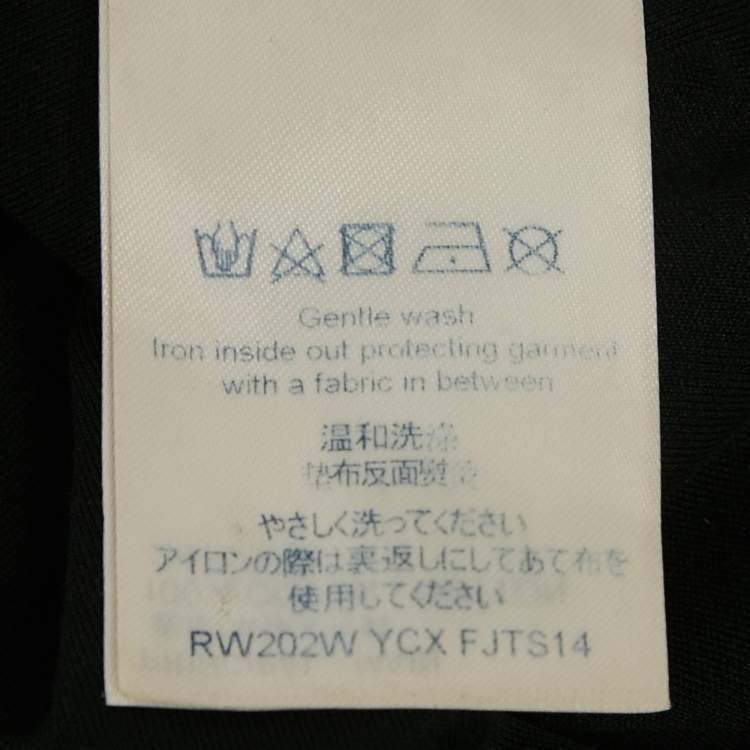 Gentle wash
Iron inside out protecting garment
with a fabric in between
温和洗涤
垫布反面熨烫
やさしく洗ってください
アイロンの際は裏返しにしてあて布を
使用してください
RW202W YCX FJTS14